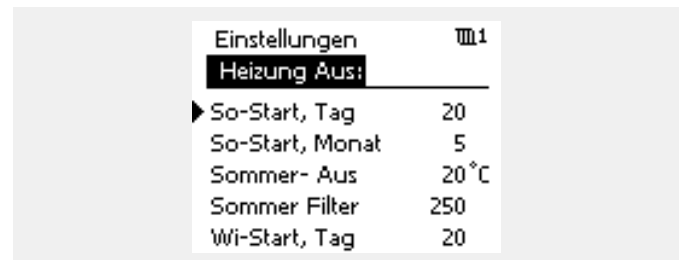 Einstellungen 1
Heizung Aus:
So-Start, Tag 20
So-Start, Monat 5
Sommer- Aus 20°C
Sommer Filter 250
Wi-Start, Tag 20